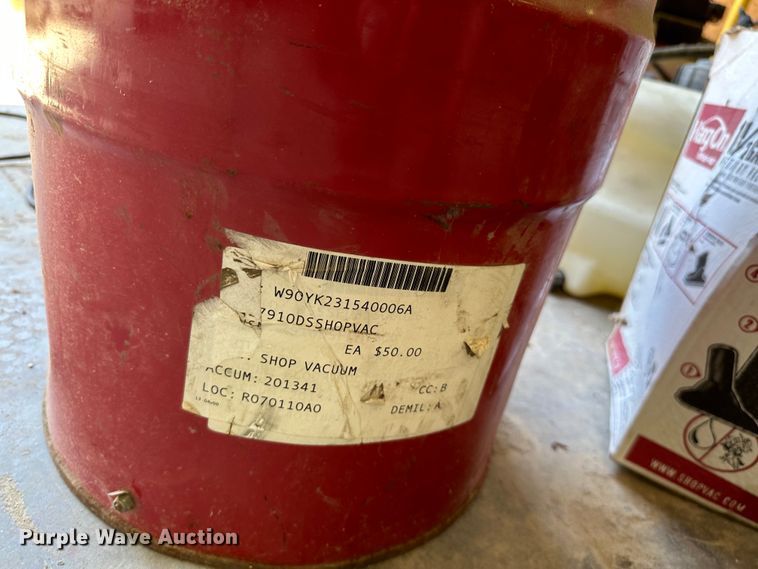 W90YK231540006A
7910DSSHOPVAC
EA $50.00
SHOP VACUUM
ACCUM: 201341
CC: B
LOC: R070110A0
DEMIL: A
HangOn
WWW.SHOPVAC.COM
Purple Wave Auction